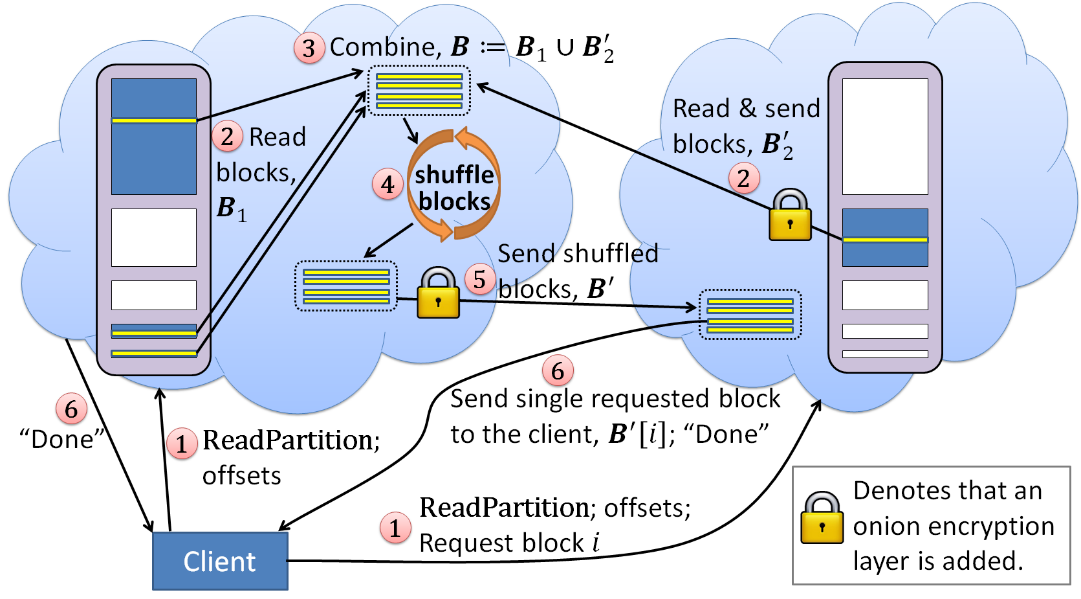 3 Combine, B := B₁ ∪ B′₂
2 Read
blocks,
B₁
Read & send
blocks, B′₂
2
4
shuffle
blocks
5
Send shuffled
blocks, B′
6
"Done"
1 ReadPartition;
offsets
6
Send single requested block
to the client, B′[i]; "Done"
1
ReadPartition; offsets;
Request block i
Client
Denotes that an
onion encryption
layer is added.